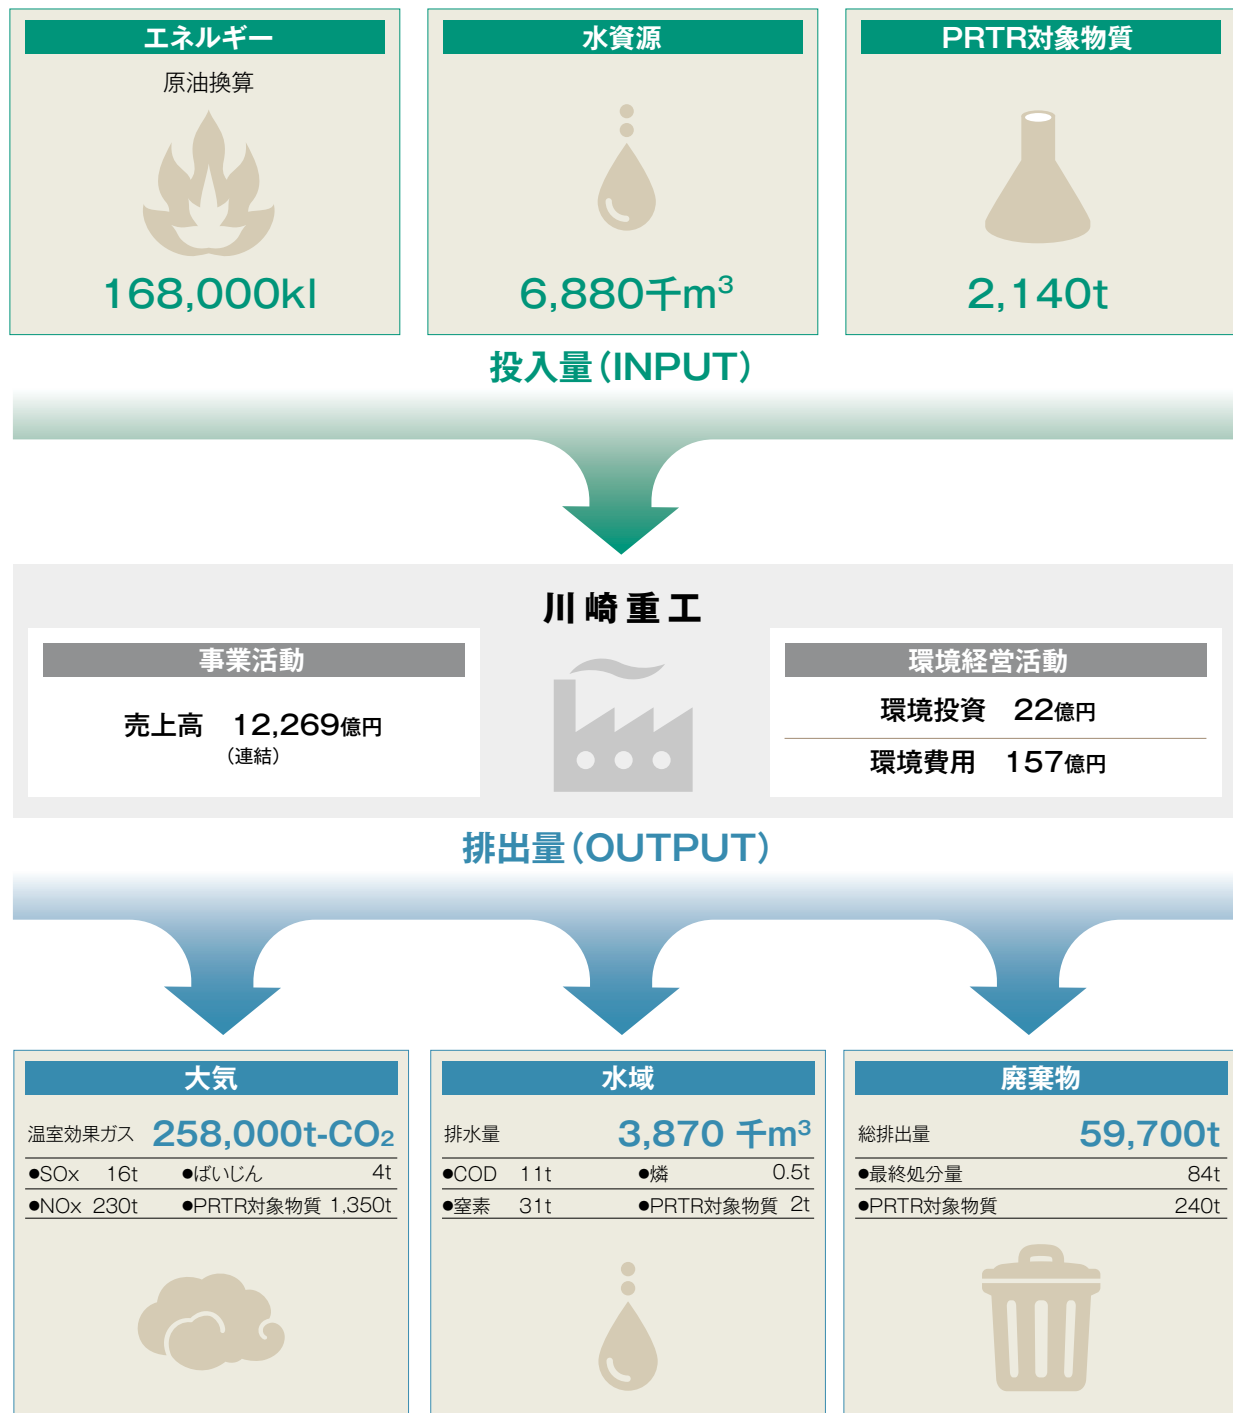 エネルギー
原油換算
168,000kl
水資源
6,880千m³
PRTR対象物質
2,140t
投入量(INPUT)
川崎重工
事業活動
売上高 12,269億円
(連結)
環境経営活動
環境投資 22億円
環境費用 157億円
排出量(OUTPUT)
大気
温室効果ガス 258,000t-CO₂
●SOx 16t ●ばいじん 4t
●NOx 230t ●PRTR対象物質 1,350t
水域
排水量 3,870 千m³
●COD 11t ●燐 0.5t
●窒素 31t ●PRTR対象物質 2t
廃棄物
総排出量 59,700t
●最終処分量 84t
●PRTR対象物質 240t